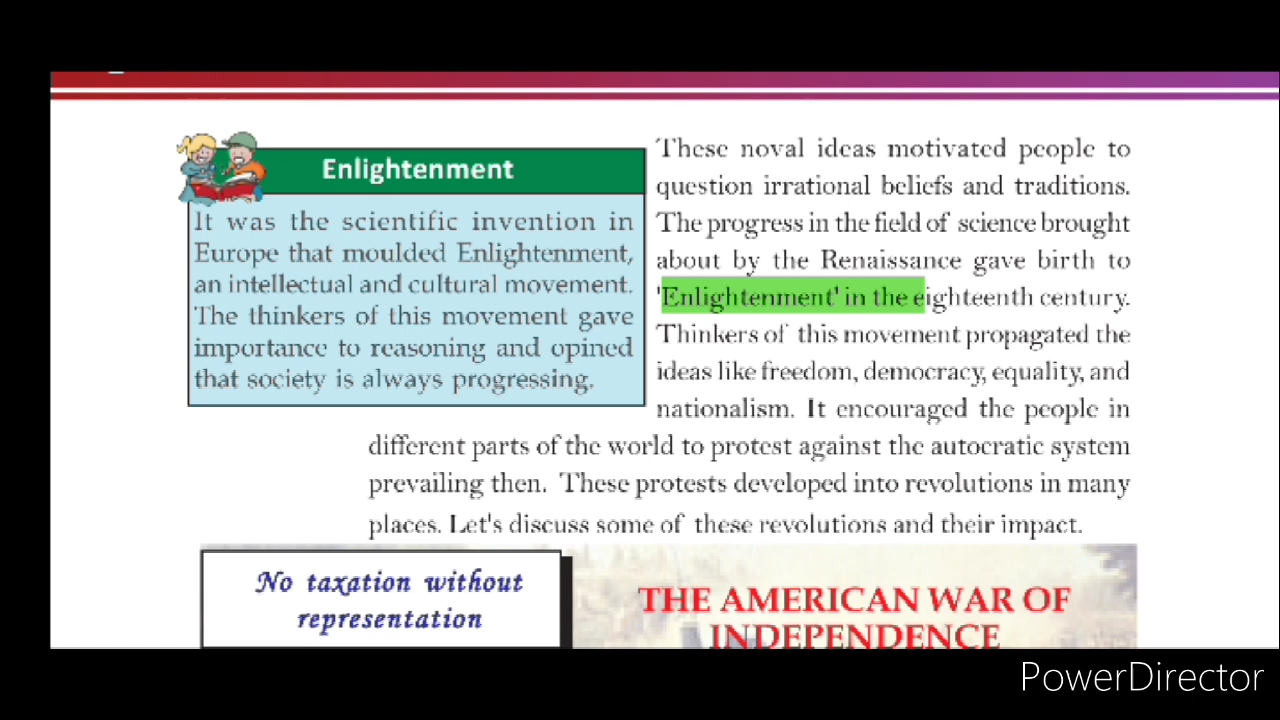 Enlightenment
It was the scientific invention in
Europe that moulded Enlightenment,
an intellectual and cultural movement.
The thinkers of this movement gave
importance to reasoning and opined
that society is always progressing.
These noval ideas motivated people to
question irrational beliefs and traditions.
The progress in the field of science brought
about by the Renaissance gave birth to
'Enlightenment' in the eighteenth century.
Thinkers of this movement propagated the
ideas like freedom, democracy, equality, and
nationalism. It encouraged the people in
different parts of the world to protest against the autocratic system
prevailing then. These protests developed into revolutions in many
places. Let's discuss some of these revolutions and their impact.
No taxation without
representation
THE AMERICAN WAR OF
INDEPENDENCE
PowerDirector